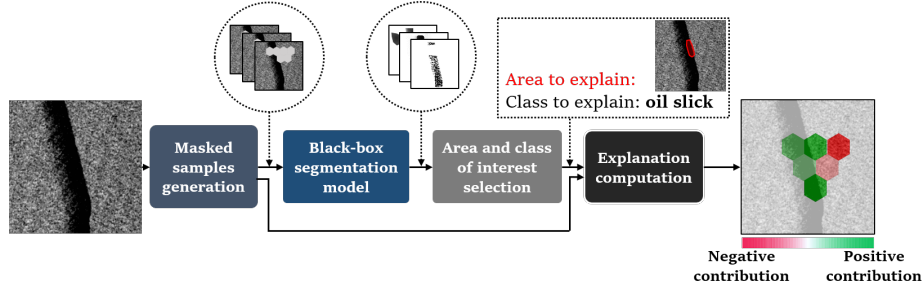 Area to explain:
Class to explain: oil slick
Masked
samples
generation
Black-box
segmentation
model
Area and class
of interest
selection
Explanation
computation
Negative
contribution
Positive
contribution